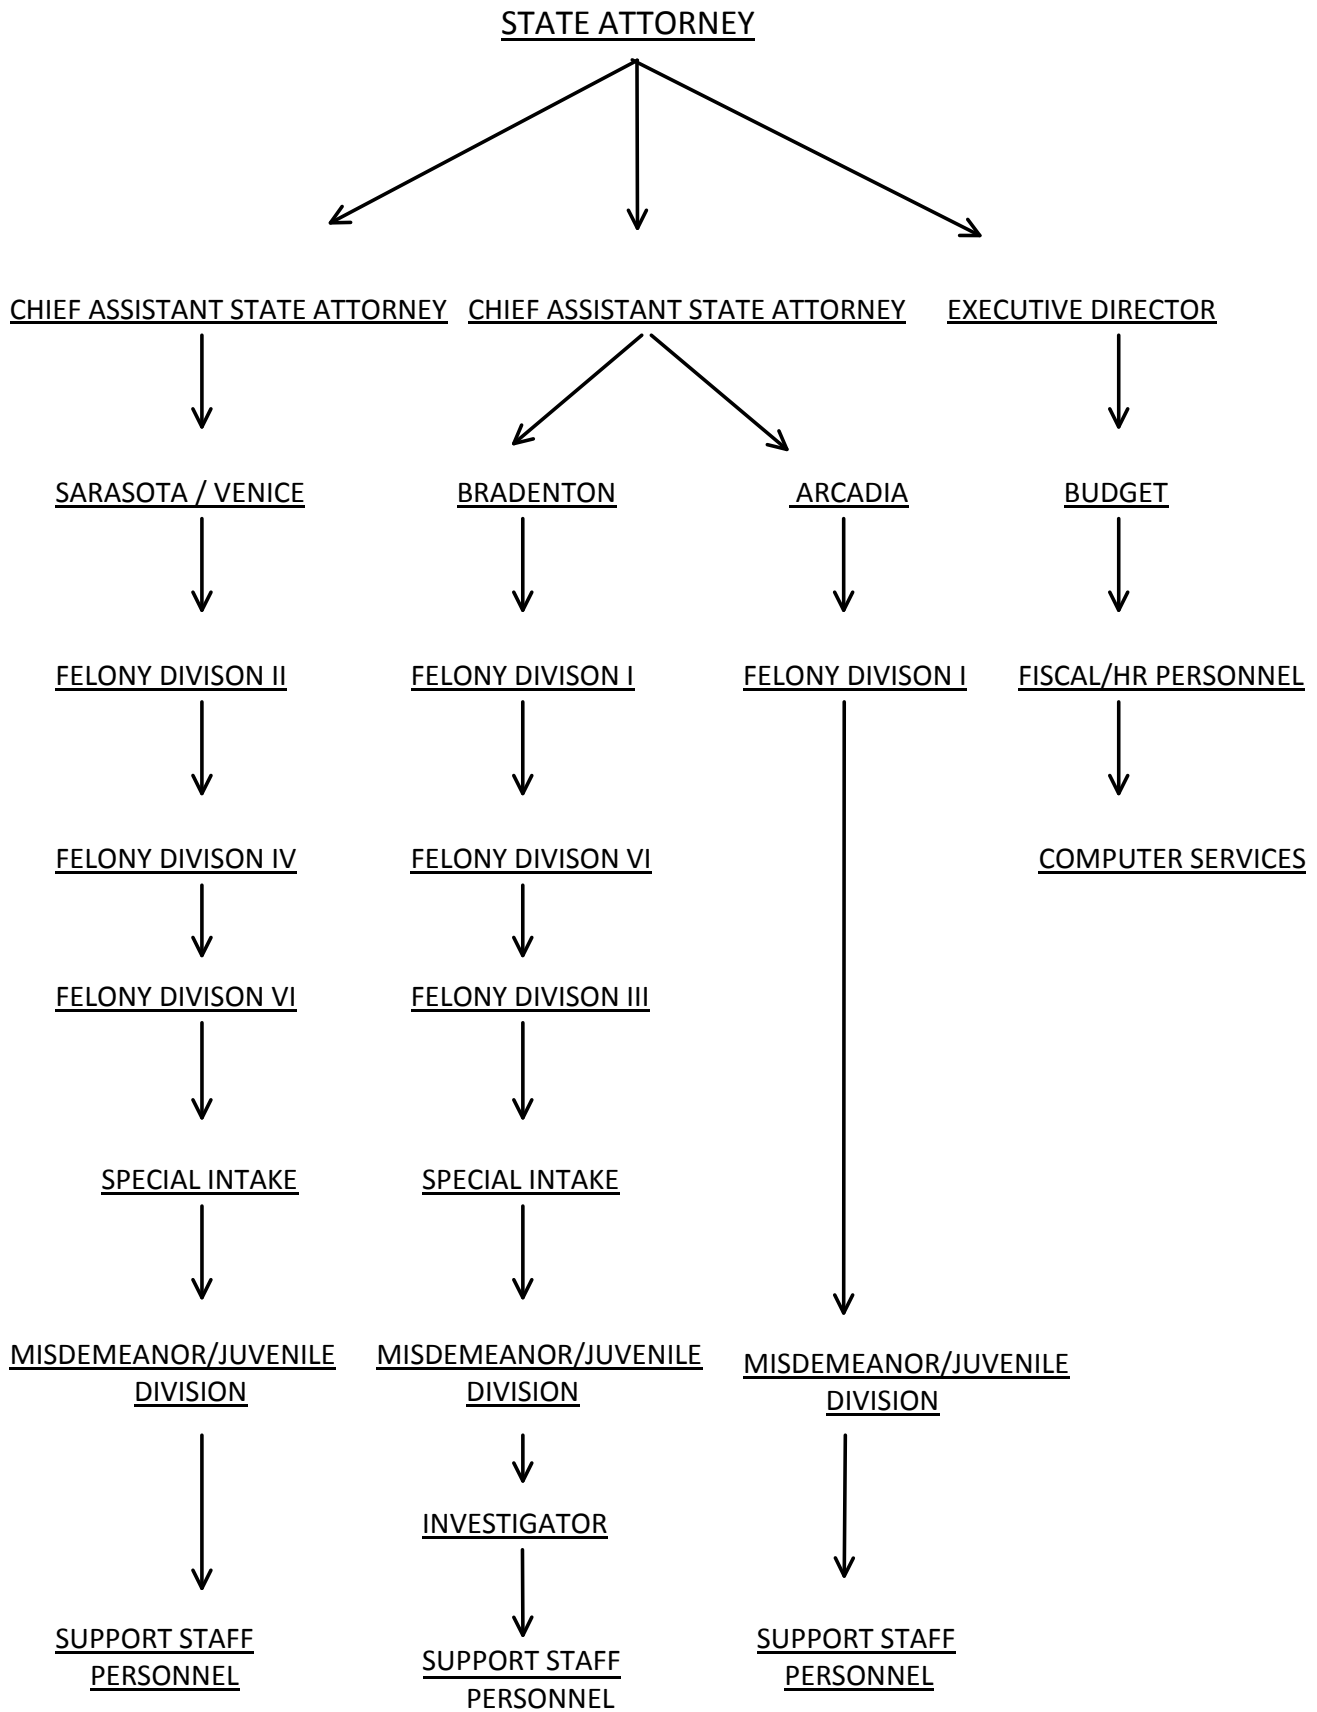 STATE ATTORNEY
CHIEF ASSISTANT STATE ATTORNEY
CHIEF ASSISTANT STATE ATTORNEY
EXECUTIVE DIRECTOR
SARASOTA / VENICE
BRADENTON
ARCADIA
BUDGET
FELONY DIVISON II
FELONY DIVISON I
FELONY DIVISON I
FISCAL/HR PERSONNEL
FELONY DIVISON IV
FELONY DIVISON VI
COMPUTER SERVICES
FELONY DIVISON VI
FELONY DIVISON III
SPECIAL INTAKE
SPECIAL INTAKE
MISDEMEANOR/JUVENILE
DIVISION
MISDEMEANOR/JUVENILE
DIVISION
MISDEMEANOR/JUVENILE
DIVISION
INVESTIGATOR
SUPPORT STAFF
PERSONNEL
SUPPORT STAFF
PERSONNEL
SUPPORT STAFF
PERSONNEL